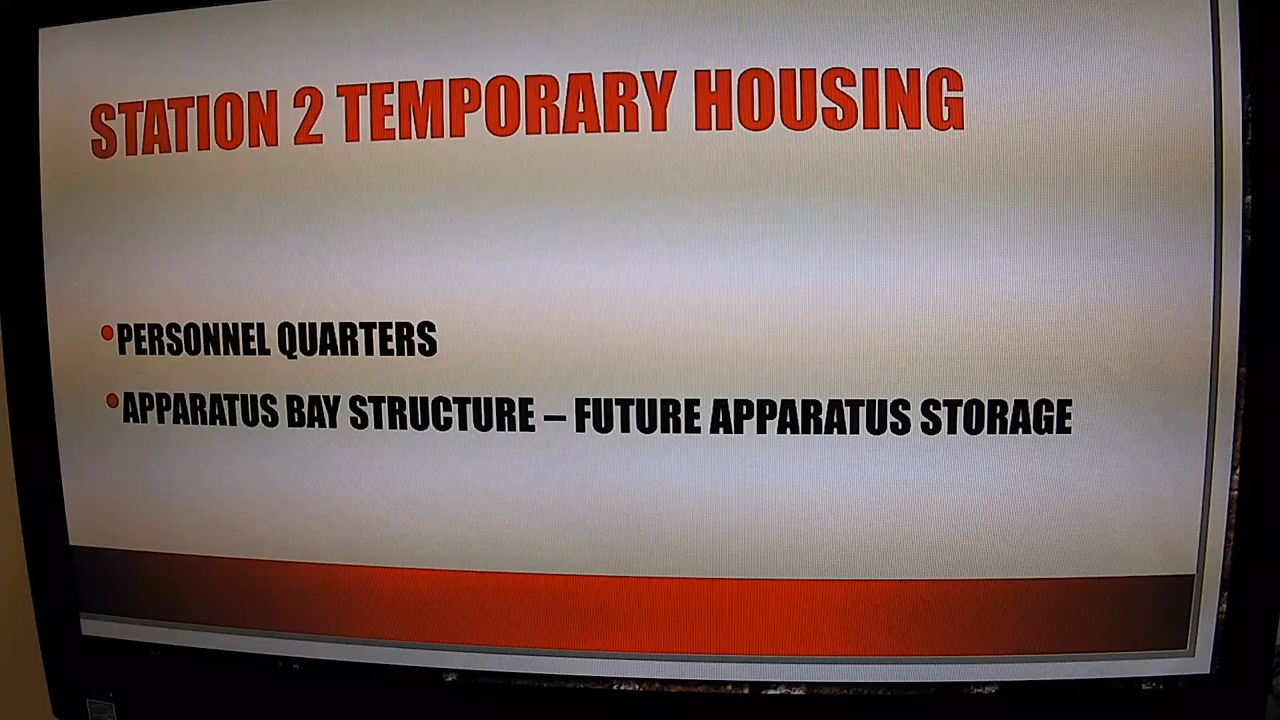 STATION 2 TEMPORARY HOUSING
•PERSONNEL QUARTERS
•APPARATUS BAY STRUCTURE – FUTURE APPARATUS STORAGE